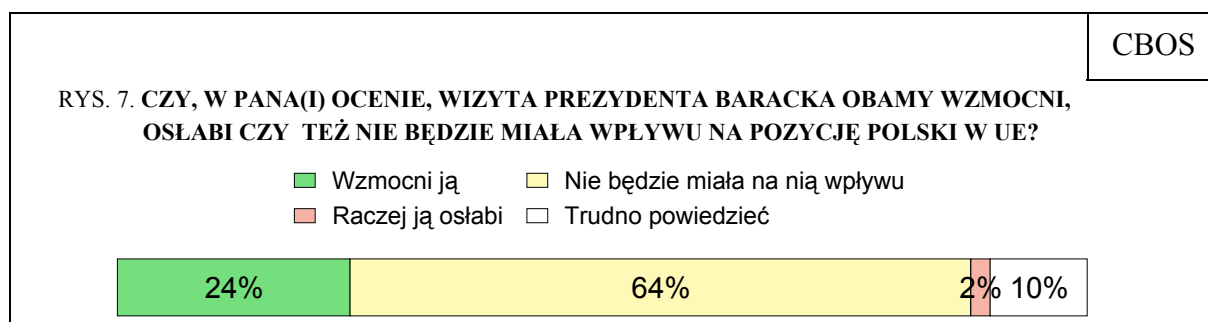 CBOS
RYS. 7. CZY, W PANA(I) OCENIE, WIZYTA PREZYDENTA BARACKA OBAMY WZMOCNI,
OSŁABI CZY TEŻ NIE BĘDZIE MIAŁA WPŁYWU NA POZYCJĘ POLSKI W UE?
Wzmocni ją Nie będzie miała na nią wpływu
Raczej ją osłabi Trudno powiedzieć
24% 64% 2% 10%